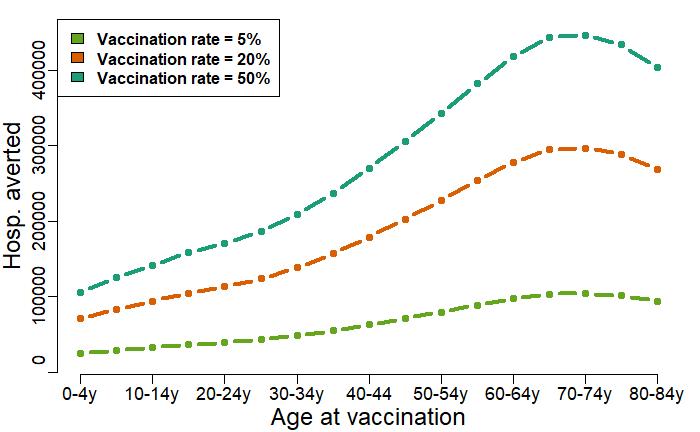 Vaccination rate = 5%
Vaccination rate = 20%
Vaccination rate = 50%
Hosp. averted
400000
300000
200000
100000
0
0-4y 10-14y 20-24y 30-34y 40-44 50-54y 60-64y 70-74y 80-84y
Age at vaccination